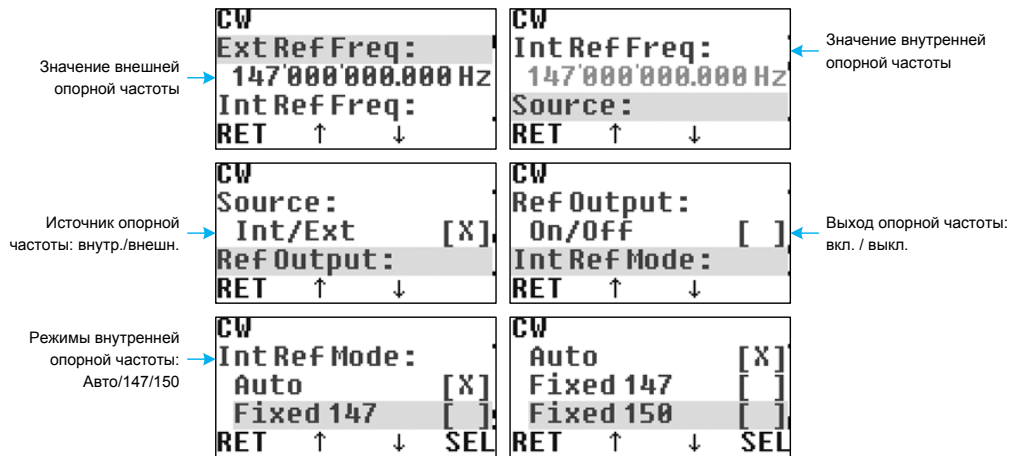 Значение внешней
опорной частоты
CW
Ext Ref Freq:
147'000'000.000 Hz
Int Ref Freq:
RET ↑ ↓
CW
Int Ref Freq:
147'000'000.000 Hz
Source:
RET ↑ ↓
Значение внутренней
опорной частоты
Источник опорной
частоты: внутр./внешн.
CW
Source:
Int/Ext [X]
Ref Output:
RET ↑ ↓
CW
Ref Output:
On/Off [ ]
Int Ref Mode:
RET ↑ ↓
Выход опорной частоты:
вкл. / выкл.
Режимы внутренней
опорной частоты:
Авто/147/150
CW
Int Ref Mode:
Auto [X]
Fixed 147 [ ]
RET ↑ ↓ SEL
CW
Auto [X]
Fixed 147 [ ]
Fixed 150 [ ]
RET ↑ ↓ SEL